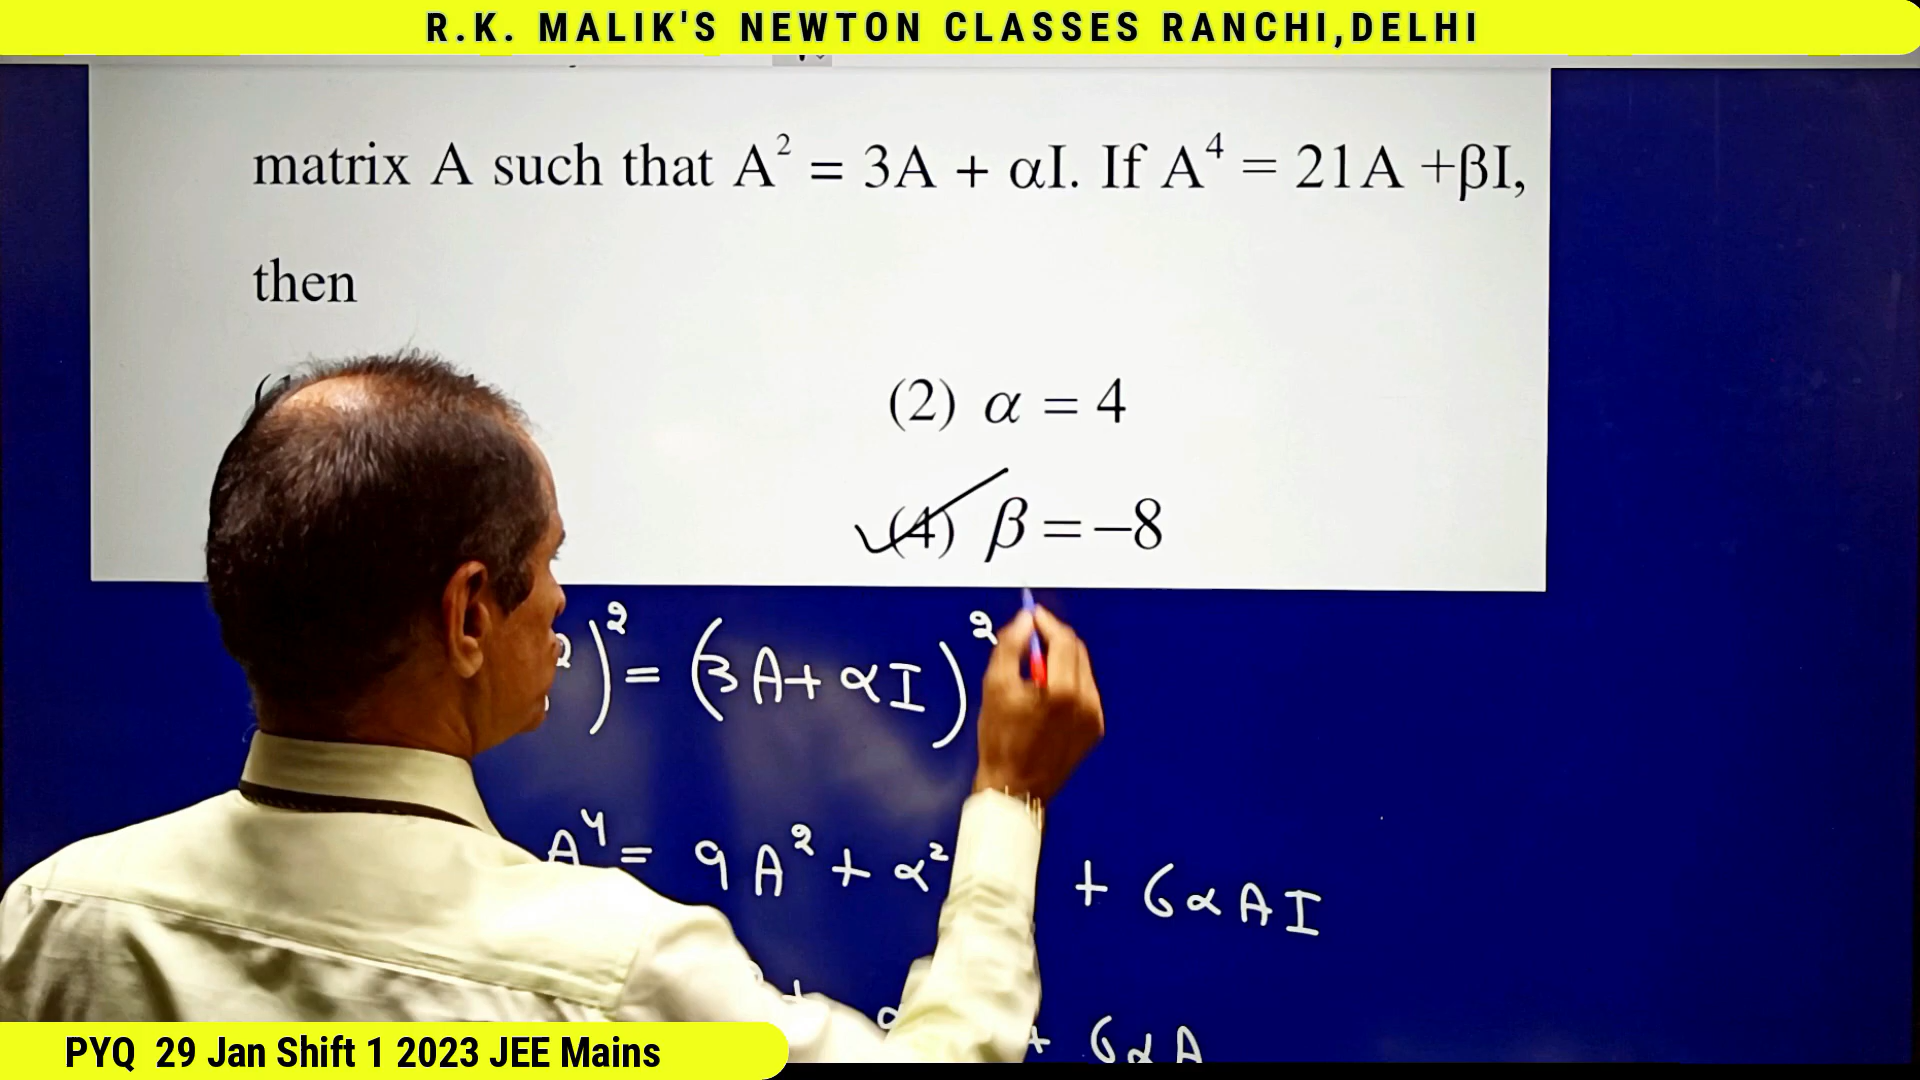 R.K. MALIK'S NEWTON CLASSES RANCHI,DELHI
matrix A such that A² = 3A + αI. If A⁴ = 21A +βI,
then
(2) α = 4
(4) β = –8
)² = (3A + αI)²
A⁴ = 9A² + α² + 6αAI
+ 6αA
PYQ 29 Jan Shift 1 2023 JEE Mains